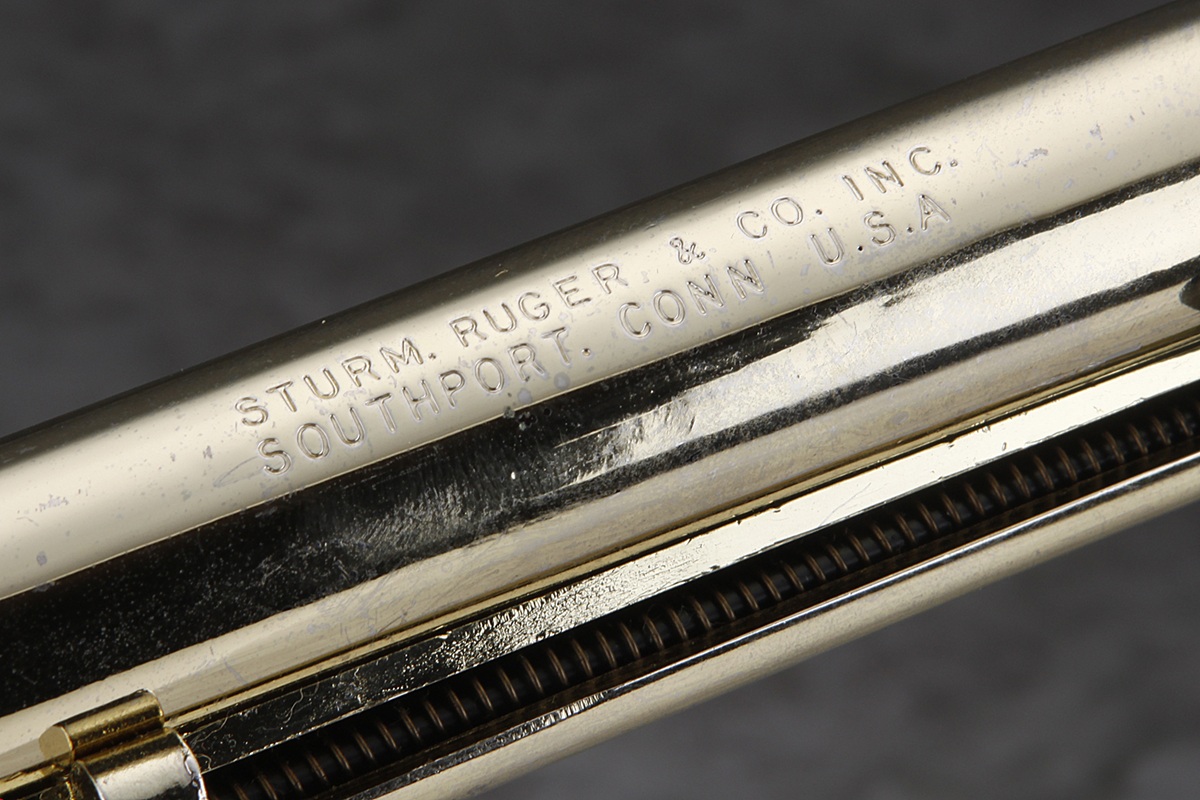 STURM. RUGER & CO. INC.
SOUTHPORT. CONN U.S.A.